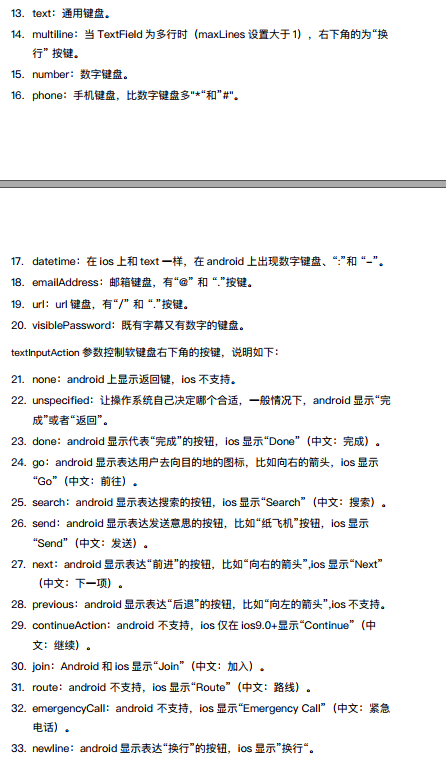 13. text：通用键盘。
14. multiline：当 TextField 为多行时（maxLines 设置大于 1），右下角的为“换
行” 按键。
15. number：数字键盘。
16. phone：手机键盘，比数字键盘多"*"和"#"。
17. datetime：在 ios 上和 text 一样，在 android 上出现数字键盘、“:”和 “-”。
18. emailAddress：邮箱键盘，有“@” 和 “.”按键。
19. url：url 键盘，有“/” 和 “.”按键。
20. visiblePassword：既有字幕又有数字的键盘。
textInputAction 参数控制软键盘右下角的按键，说明如下：
21. none：android 上显示返回键，ios 不支持。
22. unspecified：让操作系统自己决定哪个合适，一般情况下，android 显示“完
成”或者“返回”。
23. done：android 显示代表“完成”的按钮，ios 显示“Done”（中文：完成）。
24. go：android 显示表达用户去向目的地的图标，比如向右的箭头，ios 显示
“Go”（中文：前往）。
25. search：android 显示表达搜索的按钮，ios 显示“Search”（中文：搜索）。
26. send：android 显示表达发送意思的按钮，比如“纸飞机”按钮，ios 显示
“Send”（中文：发送）。
27. next：android 显示表达“前进”的按钮，比如“向右的箭头”,ios 显示“Next”
（中文：下一项）。
28. previous：android 显示表达“后退”的按钮，比如“向左的箭头”,ios 不支持。
29. continueAction：android 不支持，ios 仅在 ios9.0+显示“Continue”（中
文：继续）。
30. join：Android 和 ios 显示“Join”（中文：加入）。
31. route：android 不支持，ios 显示“Route”（中文：路线）。
32. emergencyCall：android 不支持，ios 显示“Emergency Call”（中文：紧急
电话）。
33. newline：android 显示表达“换行”的按钮，ios 显示”换行“。